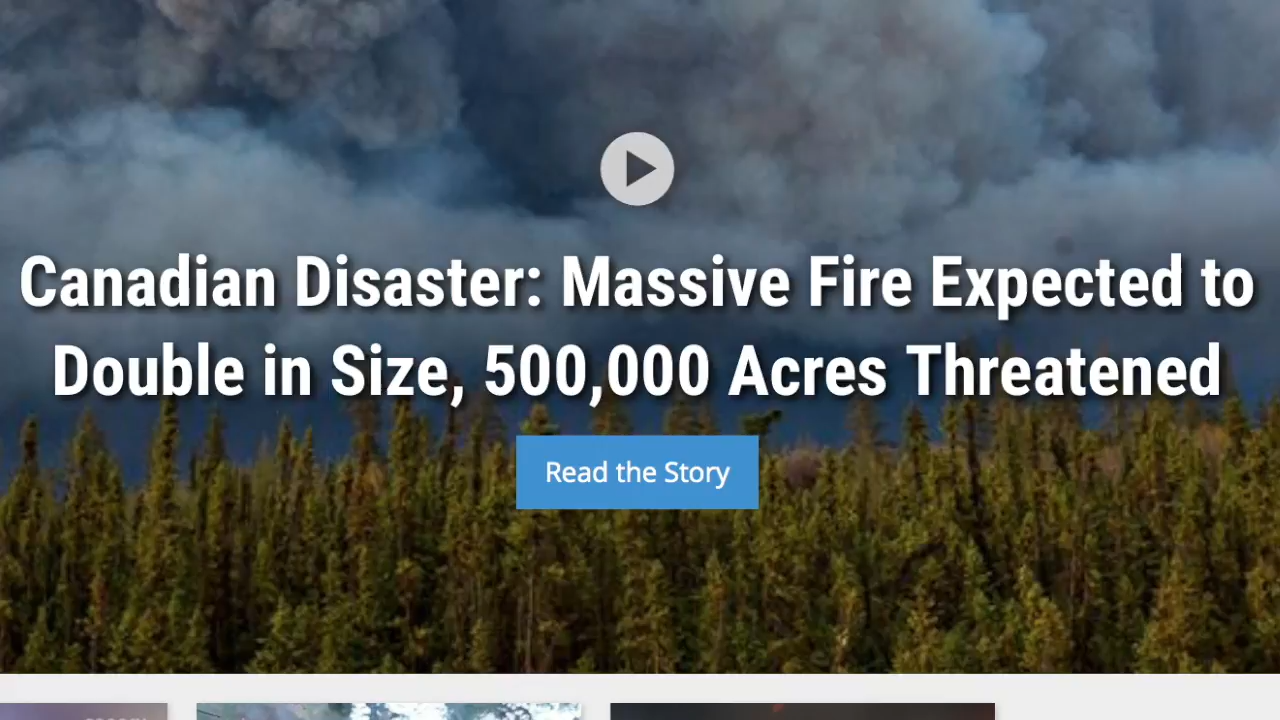 Canadian Disaster: Massive Fire Expected to
Double in Size, 500,000 Acres Threatened
Read the Story